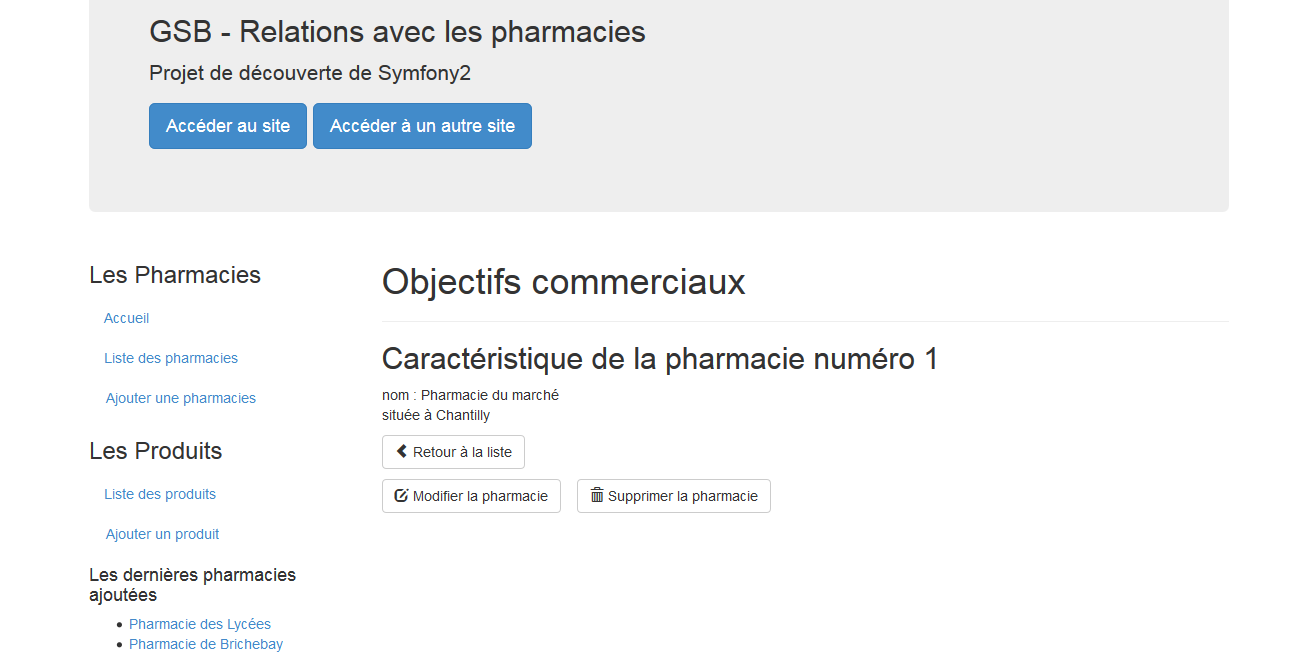 GSB - Relations avec les pharmacies
Projet de découverte de Symfony2
Accéder au site
Accéder à un autre site
Les Pharmacies
Accueil
Liste des pharmacies
Ajouter une pharmacies
Les Produits
Liste des produits
Ajouter un produit
Les dernières pharmacies
ajoutées
Pharmacie des Lycées
Pharmacie de Brichebay
Objectifs commerciaux
Caractéristique de la pharmacie numéro 1
nom : Pharmacie du marché
située à Chantilly
Retour à la liste
Modifier la pharmacie
Supprimer la pharmacie